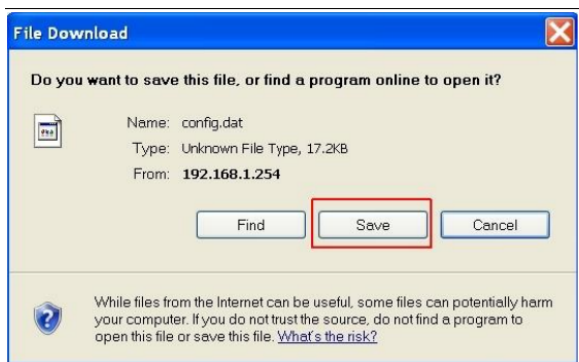 File Download
Do you want to save this file, or find a program online to open it?
Name: config.dat
Type: Unknown File Type, 17.2KB
From: 192.168.1.254
Find Save Cancel
While files from the Internet can be useful, some files can potentially harm
your computer. If you do not trust the source, do not find a program to
open this file or save this file. What's the risk?